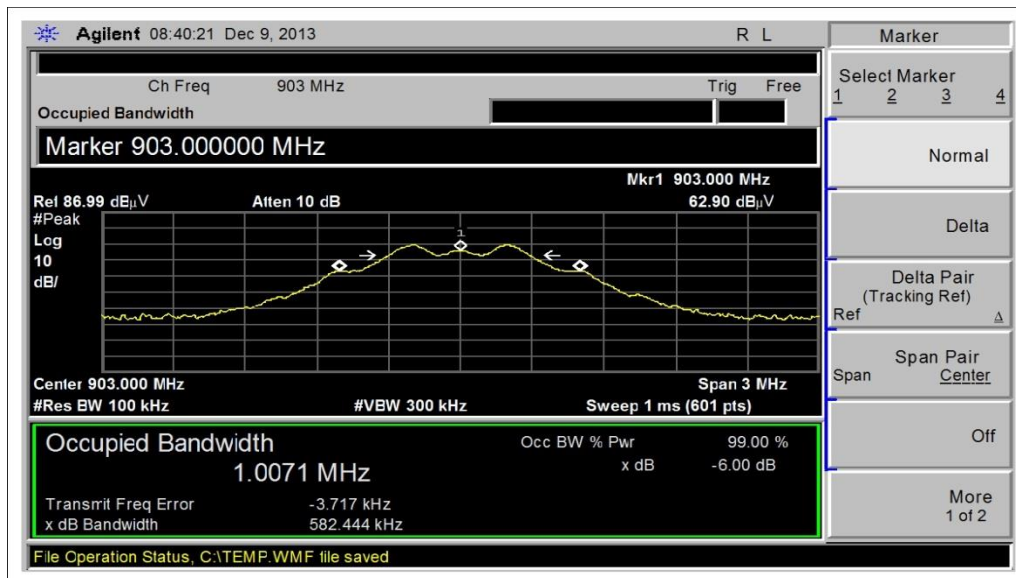 Agilent 08:40:21 Dec 9, 2013 R L
Marker
Ch Freq 903 MHz Trig Free
Occupied Bandwidth
Marker 903.000000 MHz
Mkr1 903.000 MHz
Ref 86.99 dBµV Atten 10 dB 62.90 dBµV
#Peak
Log
10
dB/
1
Center 903.000 MHz Span 3 MHz
#Res BW 100 kHz #VBW 300 kHz Sweep 1 ms (601 pts)
Occupied Bandwidth Occ BW % Pwr 99.00 %
1.0071 MHz x dB -6.00 dB
Transmit Freq Error -3.717 kHz
x dB Bandwidth 582.444 kHz
File Operation Status, C:\TEMP.WMF file saved
Select Marker
1 2 3 4
Normal
Delta
Delta Pair
(Tracking Ref)
Ref Δ
Span Pair
Span Center
Off
More
1 of 2